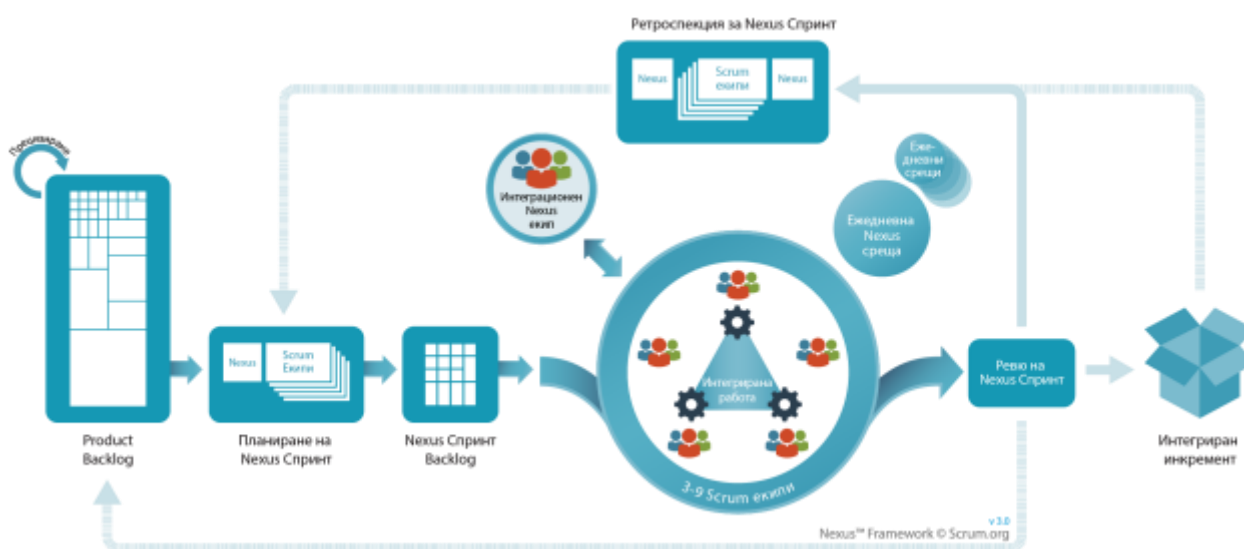 Ретроспекция за Nexus Спринт
Nexus
Scrum
екипи
Nexus
Прецизиране
Еже-
дневни
срещи
Интеграционен
Nexus
екип
Ежедневна
Nexus
среща
Nexus
Scrum
Екипи
Интегрирана
работа
Ревю на
Nexus Спринт
Product
Backlog
Планиране на
Nexus Спринт
Nexus Спринт
Backlog
3-9 Scrum екипи
Интегриран
инкремент
v 3.0
Nexus™ Framework © Scrum.org